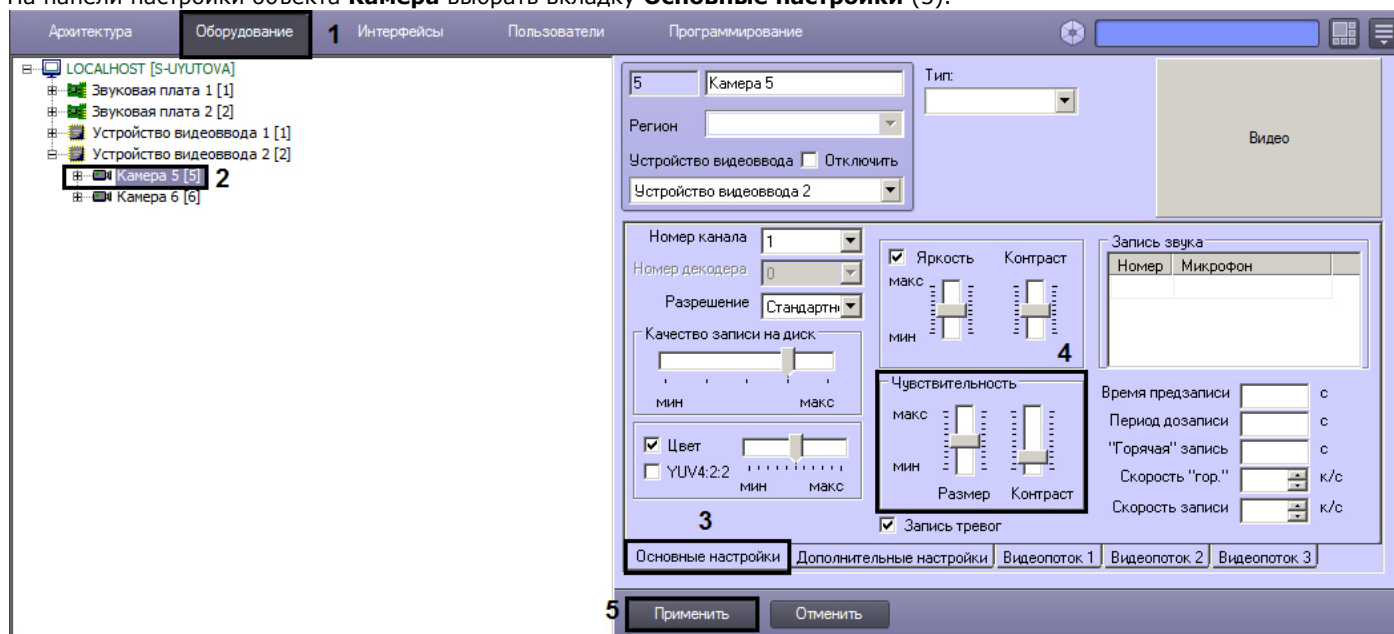 На панели настройки объекта Камера выбрать вкладку Основные настройки (3).
Архитектура Оборудование 1 Интерфейсы Пользователи Программирование
LOCALHOST [S-UYUTOVA]
Звуковая плата 1 [1]
Звуковая плата 2 [2]
Устройство видеоввода 1 [1]
Устройство видеоввода 2 [2]
Камера 5 [5] 2
Камера 6 [6]
5 Камера 5
Тип:
Регион
Устройство видеоввода Отключить
Устройство видеоввода 2
Видео
Номер канала 1
Номер декодера 0
Разрешение Стандартн
Качество записи на диск
мин макс
Цвет
YUV4:2:2
мин макс
3
Яркость Контраст
макс
мин
4
Чувствительность
макс
мин
Размер Контраст
Запись тревог
Запись звука
Номер Микрофон
Время предзаписи с
Период дозаписи с
"Горячая" запись с
Скорость "гор." к/с
Скорость записи к/с
Основные настройки Дополнительные настройки Видеопоток 1 Видеопоток 2 Видеопоток 3
5 Применить Отменить